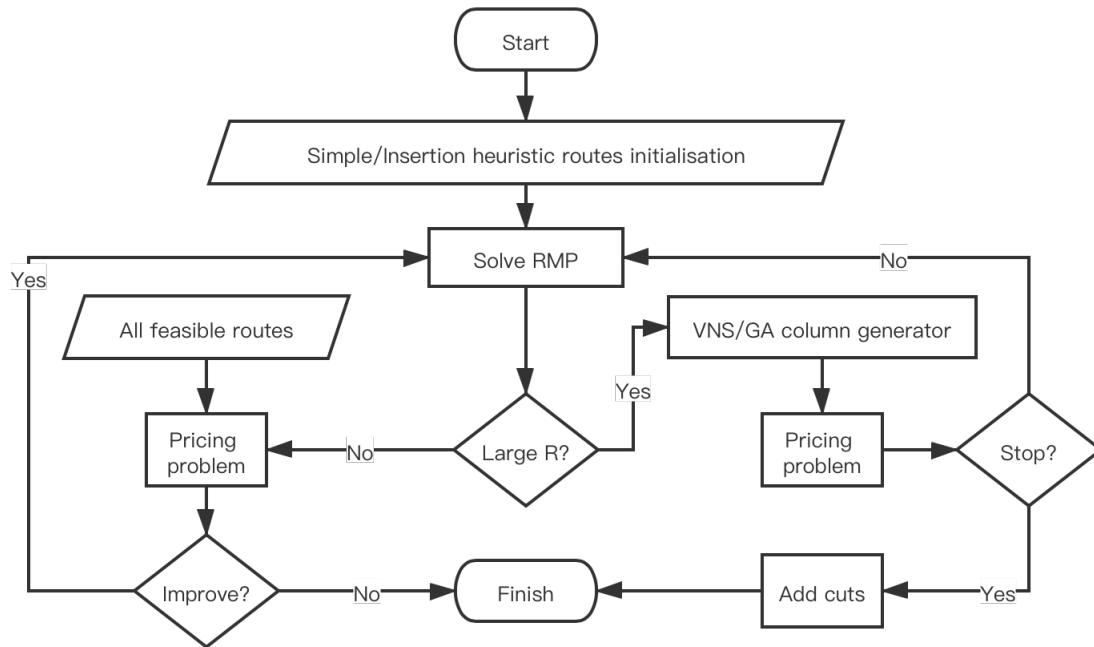 Start
Simple/Insertion heuristic routes initialisation
Solve RMP
No
Yes
All feasible routes
VNS/GA column generator
Yes
Pricing
problem
No
Large R?
Pricing
problem
Stop?
Improve?
No
Finish
Add cuts
Yes